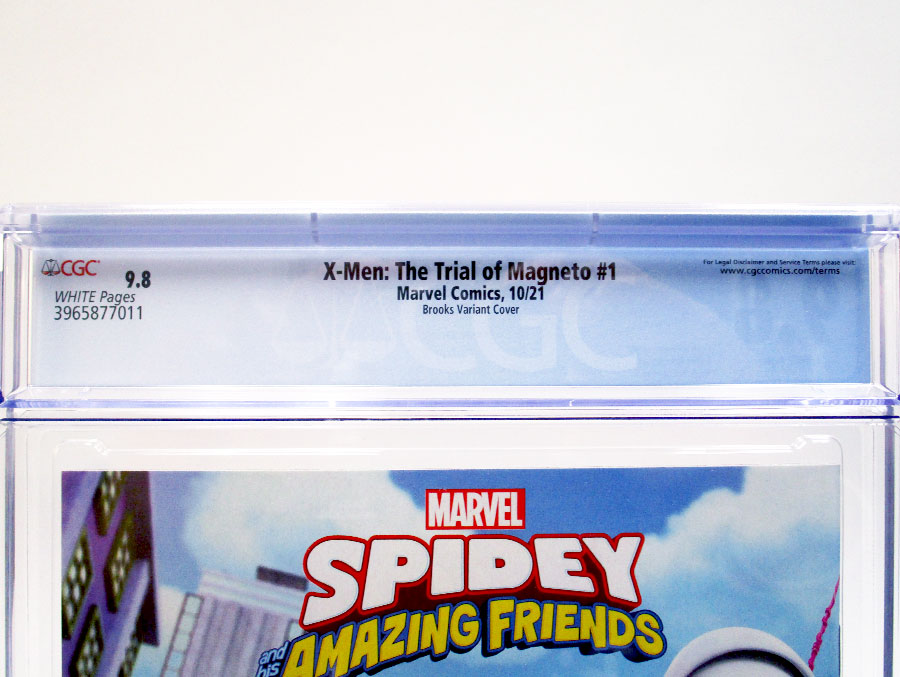 CGC
9.8
WHITE Pages
3965877011
X-Men: The Trial of Magneto #1
Marvel Comics, 10/21
Brooks Variant Cover
For Legal Disclaimer and Service Terms please visit:
www.cgccomics.com/terms
CGC
MARVEL
SPIDEY
and his
AMAZING FRIENDS